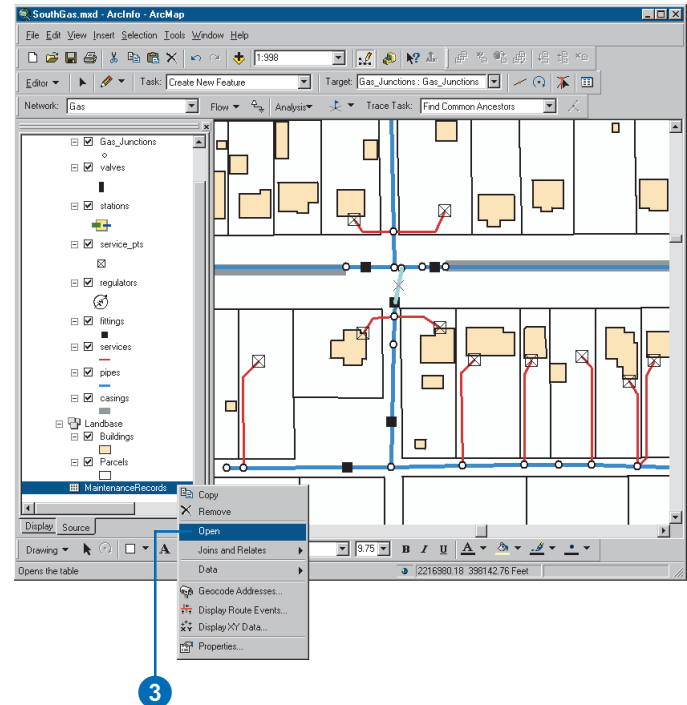 SouthGas.mxd - ArcInfo - ArcMap
File Edit View Insert Selection Tools Window Help
1:998
Editor Task: Create New Feature Target: Gas_Junctions : Gas_Junctions
Network: Gas Flow Analysis Trace Task: Find Common Ancestors
Gas_Junctions
valves
stations
service_pts
regulators
fittings
services
pipes
casings
Landbase
Buildings
Parcels
MaintenanceRecords
Copy
Remove
Open
Joins and Relates
Data
Geocode Addresses...
Display Route Events...
Display XY Data...
Properties...
Display Source
Drawing A 9.75 B I U A
Opens the table 2216980.18 398142.76 Feet
3